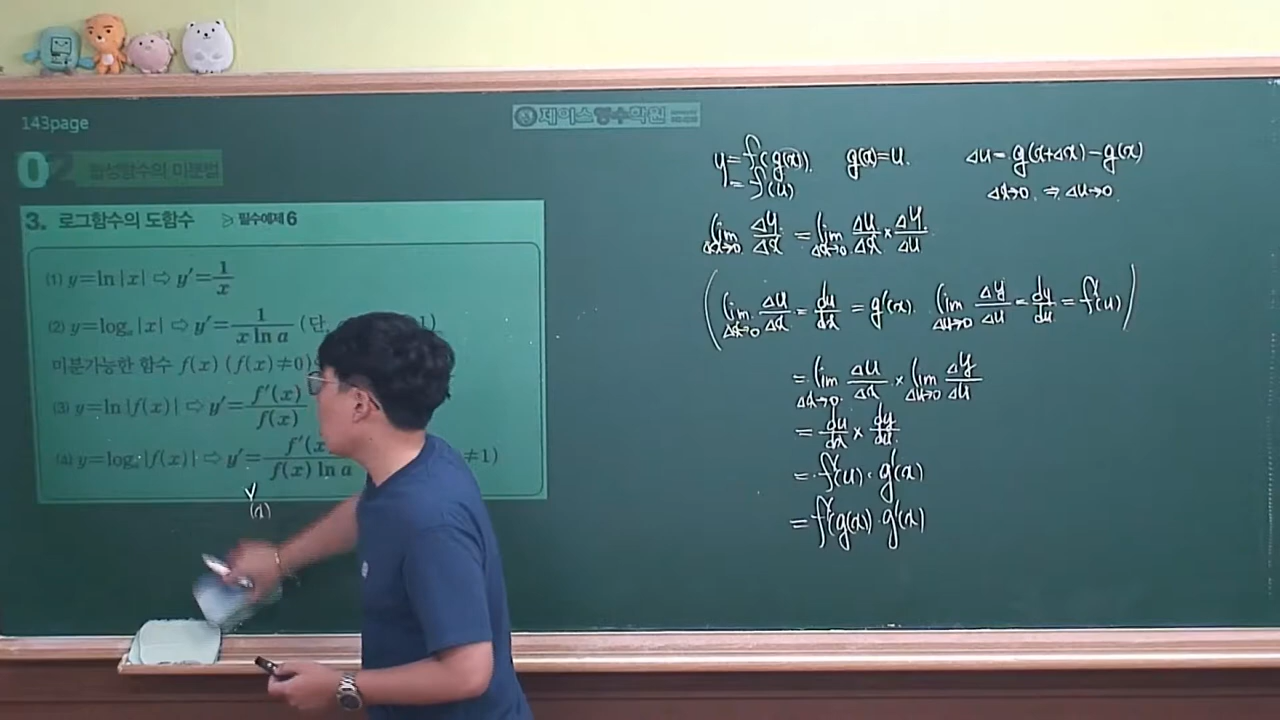 143page
제이스영수학원
02 합성함수의 미분법
3. 로그함수의 도함수 ▷ 필수예제 6
(1) y=ln|x| ⇨ y′=1/x
(2) y=logₐ|x| ⇨ y′=1/(x ln a) (단, 1)
미분가능한 함수 f(x) (f(x)≠0)
(3) y=ln|f(x)| ⇨ y′=f′(x)/f(x)
(4) y=logₐ|f(x)| ⇨ y′=f′(x)/(f(x) ln a) ≠1)
(x)
y=f(g(x)). g(x)=u. Δu=g(x+Δx)-g(x)
=f(u) Δx→0 ⇒ Δu→0
lim Δx→0 Δy/Δx = lim Δx→0 Δu/Δx × Δy/Δu
(lim Δx→0 Δu/Δx = du/dx = g′(x) lim Δu→0 Δy/Δu = dy/du = f′(u))
= lim Δx→0 Δu/Δx × lim Δu→0 Δy/Δu
= du/dx × dy/du
= f′(u)·g′(x)
= f′(g(x))·g′(x)